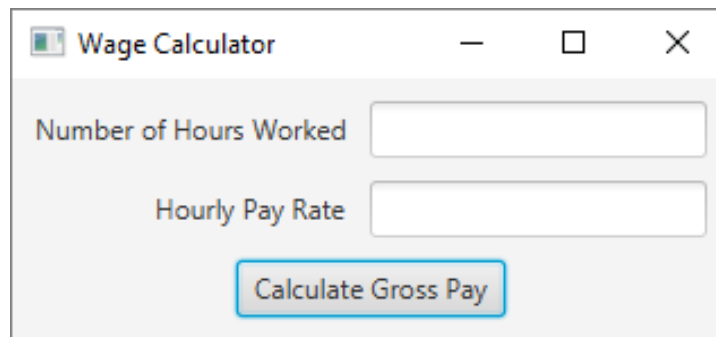 Wage Calculator
Number of Hours Worked
Hourly Pay Rate
Calculate Gross Pay